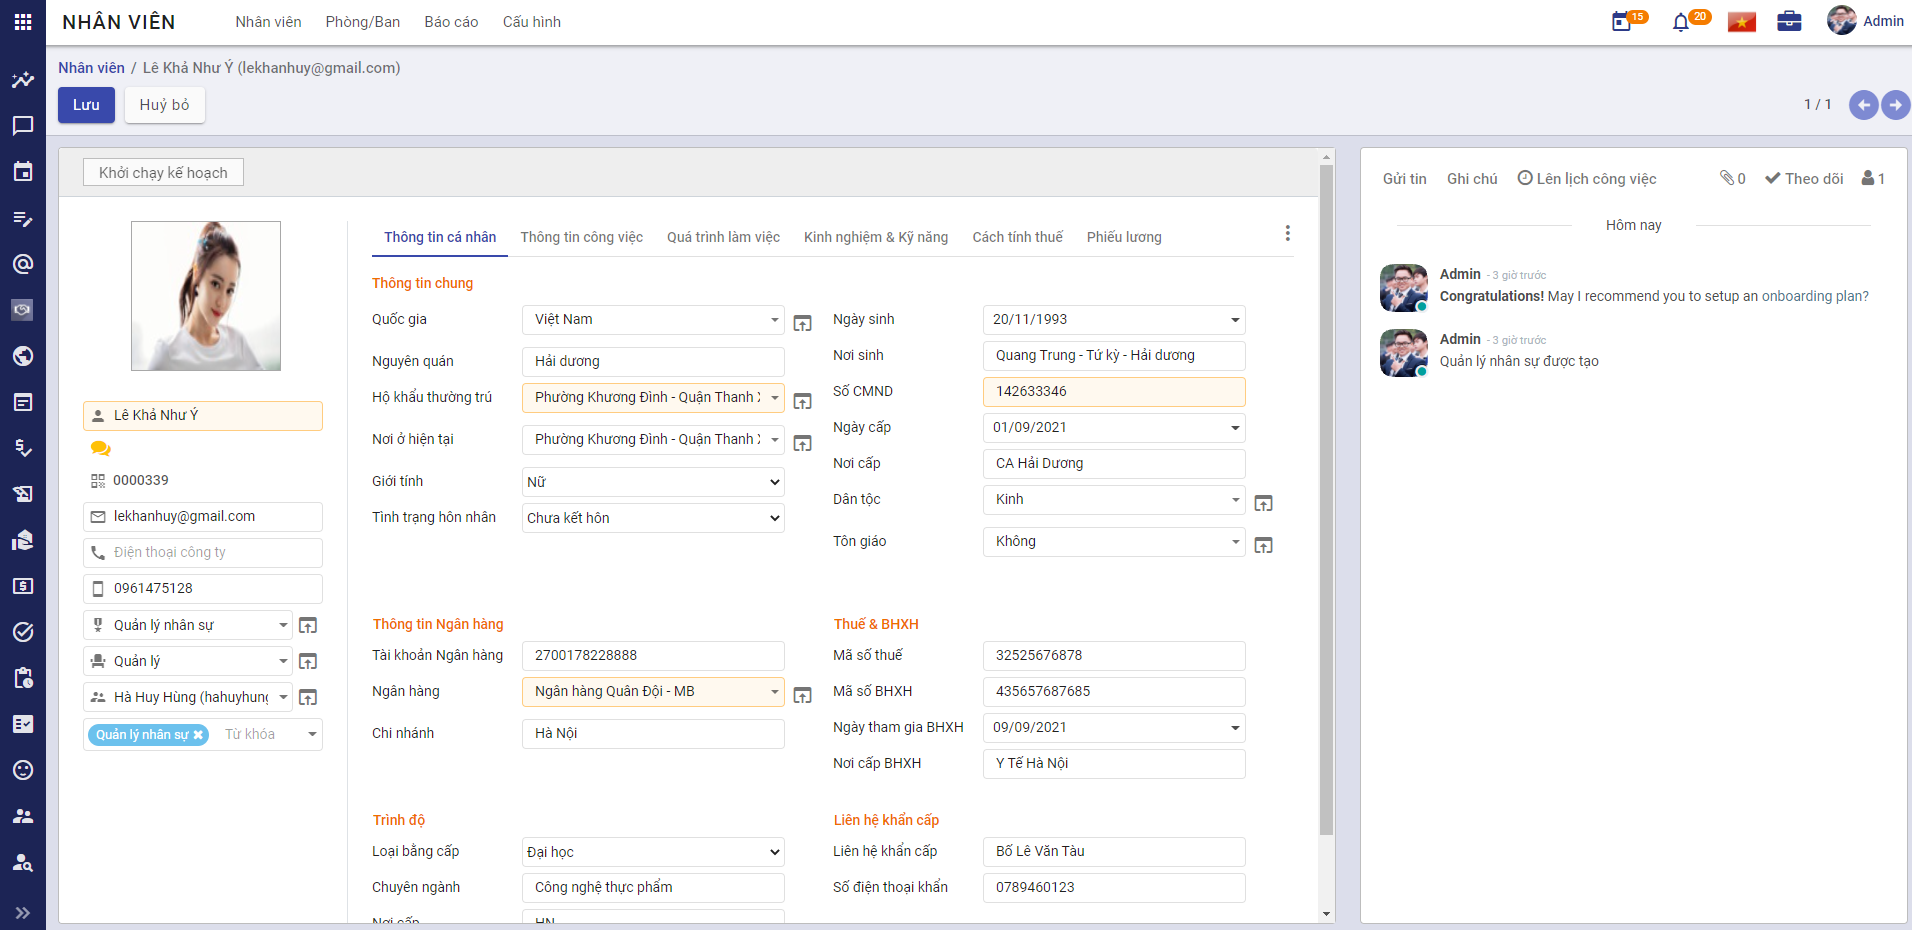 NHÂN VIÊN
Nhân viên Phòng/Ban Báo cáo Cấu hình
15
20
Admin
Nhân viên / Lê Khả Như Ý (lekhanhuy@gmail.com)
Lưu
Huỷ bỏ
1 / 1
Khởi chạy kế hoạch
Lê Khả Như Ý
0000339
lekhanhuy@gmail.com
Điện thoại công ty
0961475128
Quản lý nhân sự
Quản lý
Hà Huy Hùng (hahuyhung
Quản lý nhân sự
Từ khóa
Thông tin cá nhân Thông tin công việc Quá trình làm việc Kinh nghiệm & Kỹ năng Cách tính thuế Phiếu lương
Thông tin chung
Quốc gia Việt Nam
Nguyên quán Hải dương
Hộ khẩu thường trú Phường Khương Đình - Quận Thanh
Nơi ở hiện tại Phường Khương Đình - Quận Thanh
Giới tính Nữ
Tình trạng hôn nhân Chưa kết hôn
Ngày sinh 20/11/1993
Nơi sinh Quang Trung - Tứ kỳ - Hải dương
Số CMND 142633346
Ngày cấp 01/09/2021
Nơi cấp CA Hải Dương
Dân tộc Kinh
Tôn giáo Không
Thông tin Ngân hàng
Tài khoản Ngân hàng 2700178228888
Ngân hàng Ngân hàng Quân Đội - MB
Chi nhánh Hà Nội
Thuế & BHXH
Mã số thuế 32525676878
Mã số BHXH 435657687685
Ngày tham gia BHXH 09/09/2021
Nơi cấp BHXH Y Tế Hà Nội
Trình độ
Loại bằng cấp Đại học
Chuyên ngành Công nghệ thực phẩm
Nơi cấp HN
Liên hệ khẩn cấp
Liên hệ khẩn cấp Bố Lê Văn Tàu
Số điện thoại khẩn 0789460123
Gửi tin Ghi chú Lên lịch công việc 0 Theo dõi 1
Hôm nay
Admin - 3 giờ trước
Congratulations! May I recommend you to setup an onboarding plan?
Admin - 3 giờ trước
Quản lý nhân sự được tạo